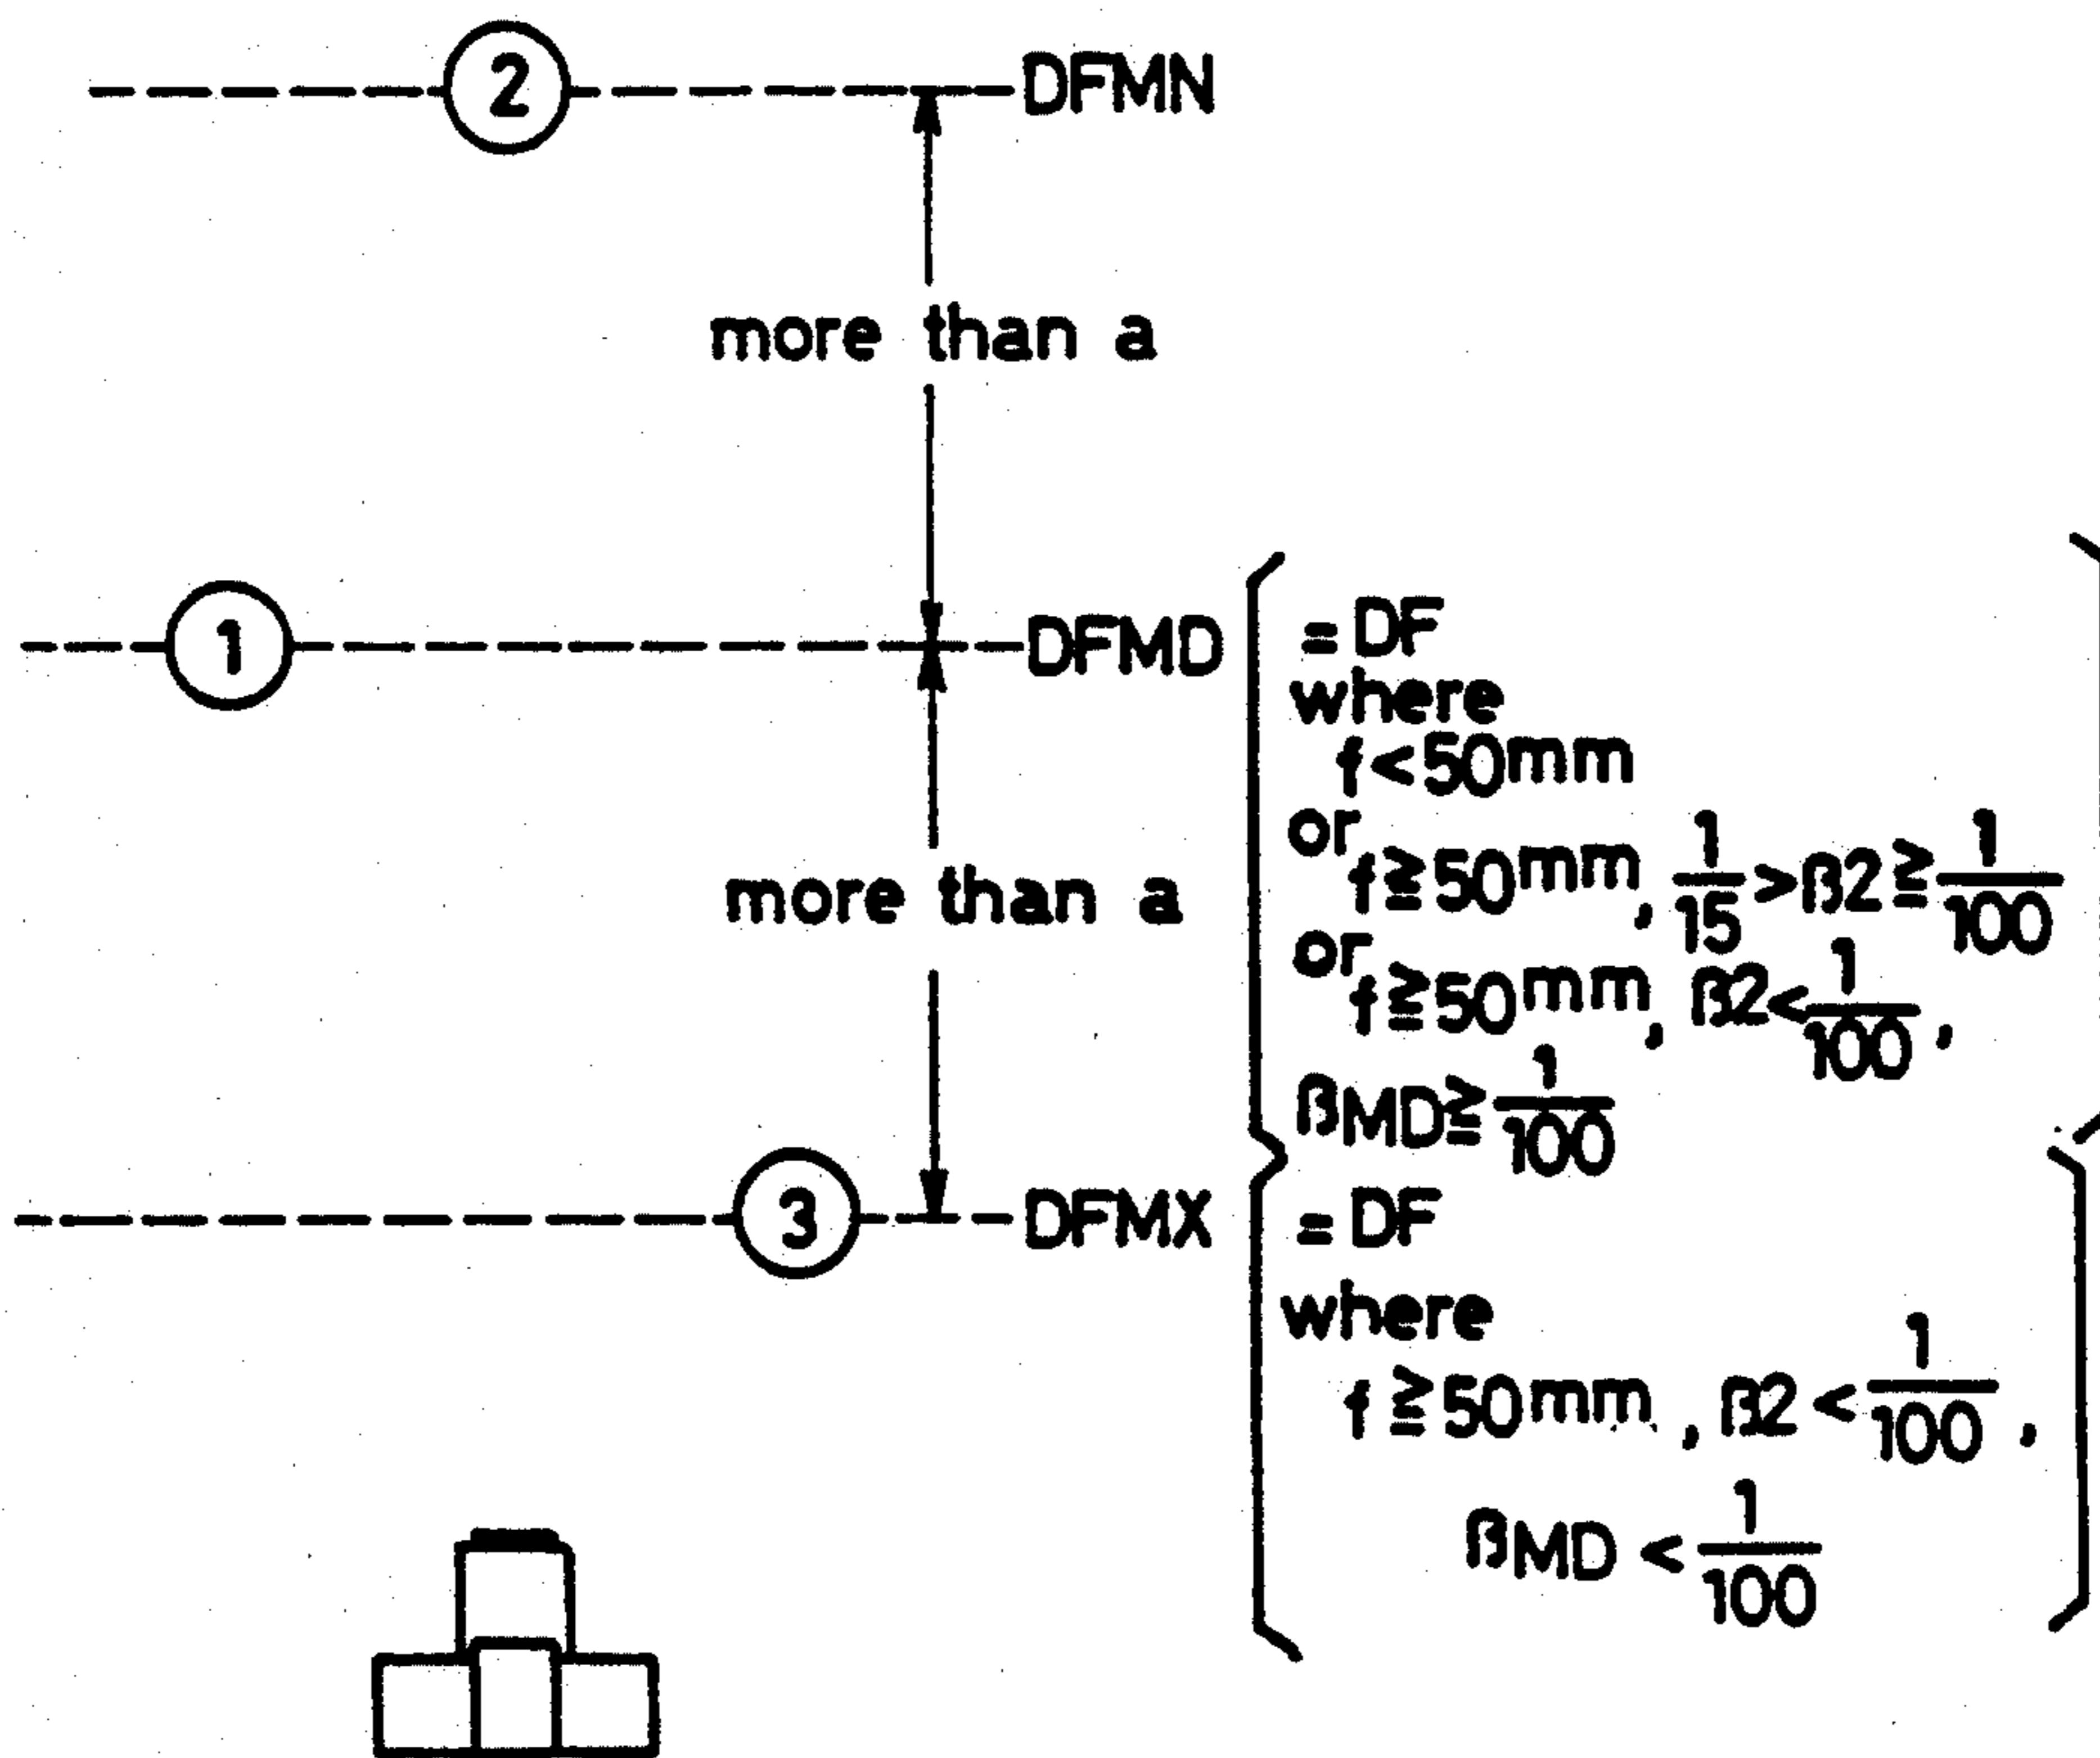 2 DFMN
more than a
1 DFMD
= DF
where
f<50mm
or
f≧50mm, 1/15 >β2≧ 1/100
or
f≧50mm, β2< 1/100,
βMD≧ 1/100
more than a
3 DFMX
= DF
where
f≧50mm, β2< 1/100,
βMD< 1/100